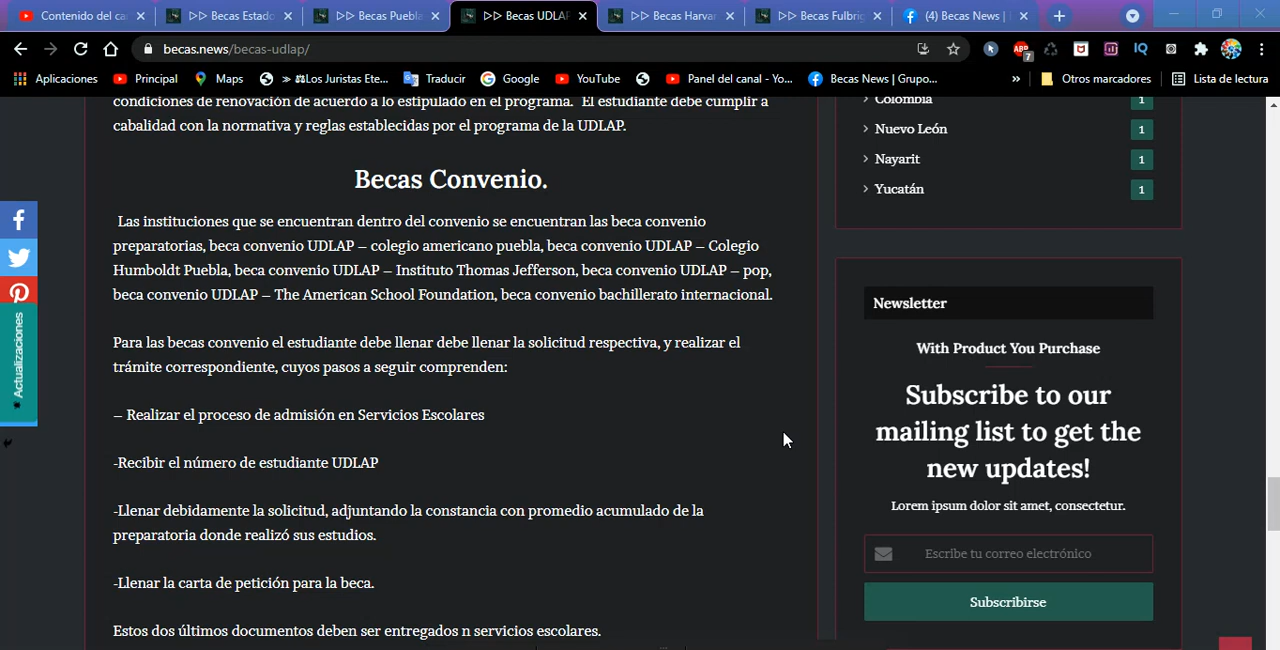 Contenido del ca
>> Becas Estado
>> Becas Puebla
>> Becas UDLAP
>> Becas Harvar
>> Becas Fulbrig
(4) Becas News |
becas.news/becas-udlap/
ABP
7
IQ
Aplicaciones
Principal
Maps
> ⚖Los Juristas Ete...
Traducir
Google
YouTube
Panel del canal - Yo...
Becas News | Grupo...
»
Otros marcadores
Lista de lectura
condiciones de renovación de acuerdo a lo estipulado en el programa. El estudiante debe cumplir a
cabalidad con la normativa y reglas establecidas por el programa de la UDLAP.
Becas Convenio.
Las instituciones que se encuentran dentro del convenio se encuentran las beca convenio
preparatorias, beca convenio UDLAP – colegio americano puebla, beca convenio UDLAP – Colegio
Humboldt Puebla, beca convenio UDLAP – Instituto Thomas Jefferson, beca convenio UDLAP – pop,
beca convenio UDLAP – The American School Foundation, beca convenio bachillerato internacional.
Para las becas convenio el estudiante debe llenar debe llenar la solicitud respectiva, y realizar el
trámite correspondiente, cuyos pasos a seguir comprenden:
– Realizar el proceso de admisión en Servicios Escolares
-Recibir el número de estudiante UDLAP
-Llenar debidamente la solicitud, adjuntando la constancia con promedio acumulado de la
preparatoria donde realizó sus estudios.
-Llenar la carta de petición para la beca.
Estos dos últimos documentos deben ser entregados n servicios escolares.
Actualizaciones
Colombia 1
Nuevo León 1
Nayarit 1
Yucatán 1
Newsletter
With Product You Purchase
Subscribe to our
mailing list to get the
new updates!
Lorem ipsum dolor sit amet, consectetur.
Escribe tu correo electrónico
Subscribirse